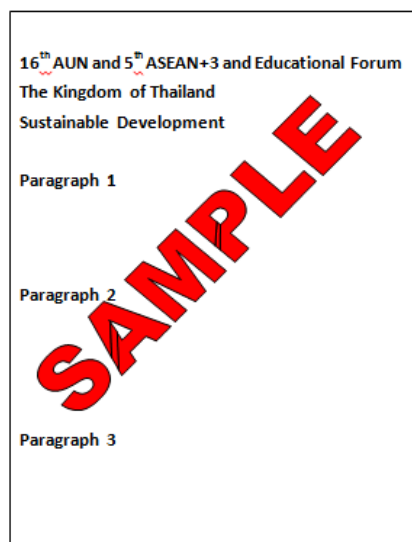 16th AUN and 5th ASEAN+3 and Educational Forum
The Kingdom of Thailand
Sustainable Development
Paragraph 1
SAMPLE
Paragraph 2
Paragraph 3